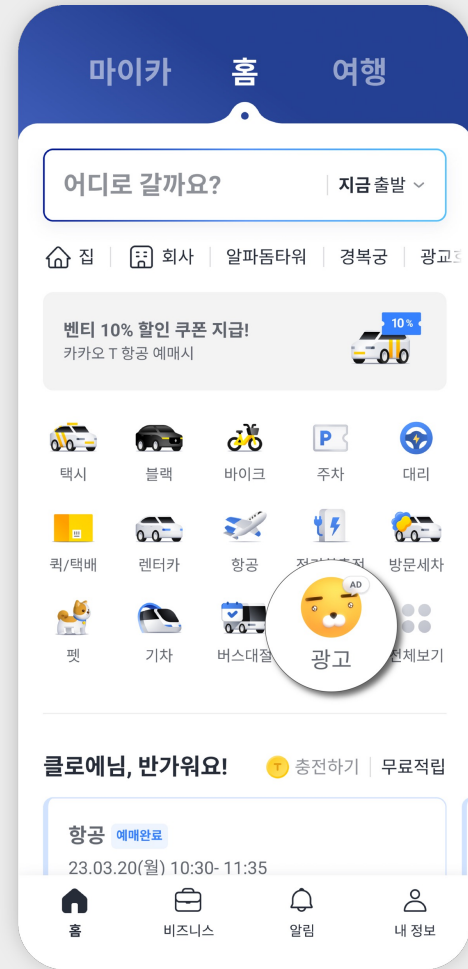 마이카 홈 여행
어디로 갈까요? 지금 출발
집 회사 알파돔타워 경복궁 광교
벤티 10% 할인 쿠폰 지급!
카카오 T 항공 예매시
10%
택시 블랙 바이크 P 주차 대리
퀵/택배 렌터카 항공 방문세차
AD
펫 기차 버스대절 광고 전체보기
클로에님, 반가워요! T 충전하기 무료적립
항공 예매완료
23.03.20(월) 10:30- 11:35
홈 비즈니스 알림 내 정보